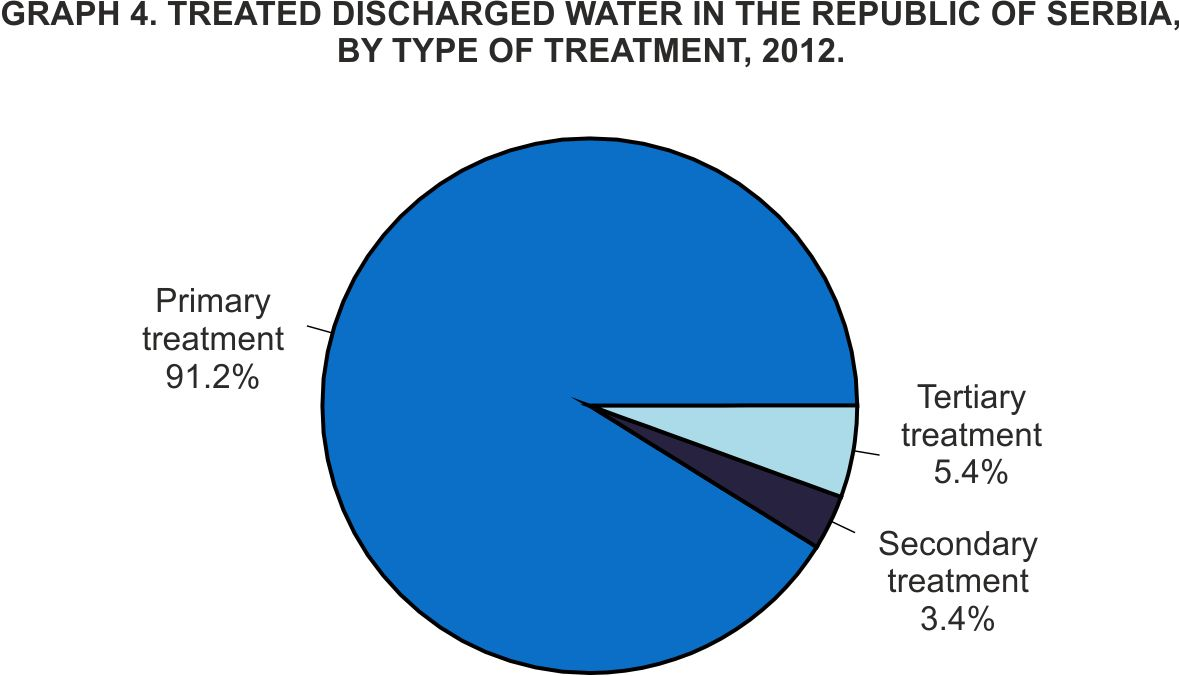 GRAPH 4. TREATED DISCHARGED WATER IN THE REPUBLIC OF SERBIA,
BY TYPE OF TREATMENT, 2012.
Primary
treatment
91.2%
Tertiary
treatment
5.4%
Secondary
treatment
3.4%